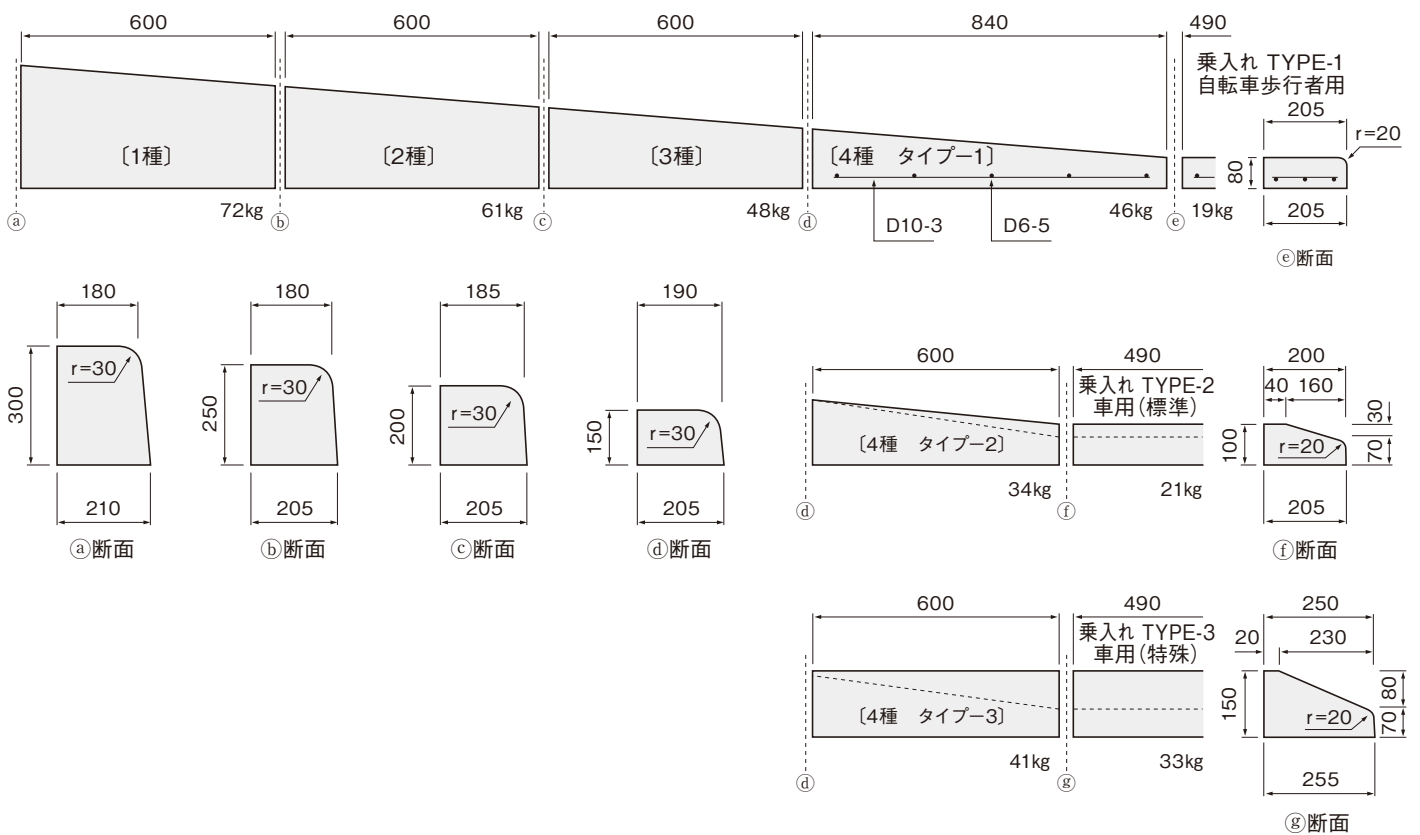 600
600
600
840
490
乗入れ TYPE-1
自転車歩行者用
205
r=20
80
205
ⓔ断面
〔1種〕
〔2種〕
〔3種〕
〔4種 タイプー1〕
72kg
61kg
48kg
46kg
19kg
ⓐ
ⓑ
ⓒ
ⓓ
ⓔ
D10-3
D6-5
180
r=30
300
210
ⓐ断面
180
r=30
250
205
ⓑ断面
185
r=30
200
205
ⓒ断面
190
r=30
150
205
ⓓ断面
600
490
乗入れ TYPE-2
車用(標準)
〔4種 タイプー2〕
34kg
21kg
ⓓ
ⓕ
200
40 160
30
100
r=20
70
205
ⓕ断面
600
490
乗入れ TYPE-3
車用(特殊)
〔4種 タイプー3〕
41kg
33kg
ⓓ
ⓖ
250
20
230
150
80
r=20
70
255
ⓖ断面